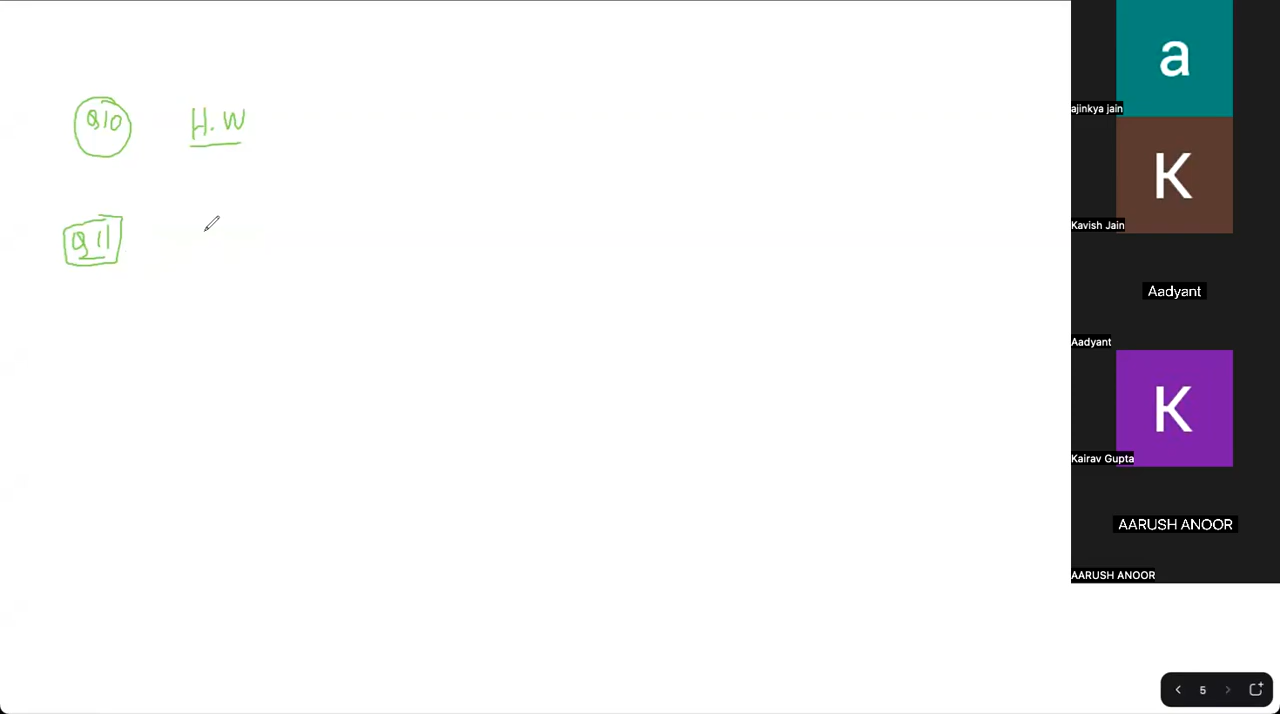 Q10 H.W
Q11
a
ajinkya jain
K
Kavish Jain
Aadyant
Aadyant
K
Kairav Gupta
AARUSH ANOOR
AARUSH ANOOR
5